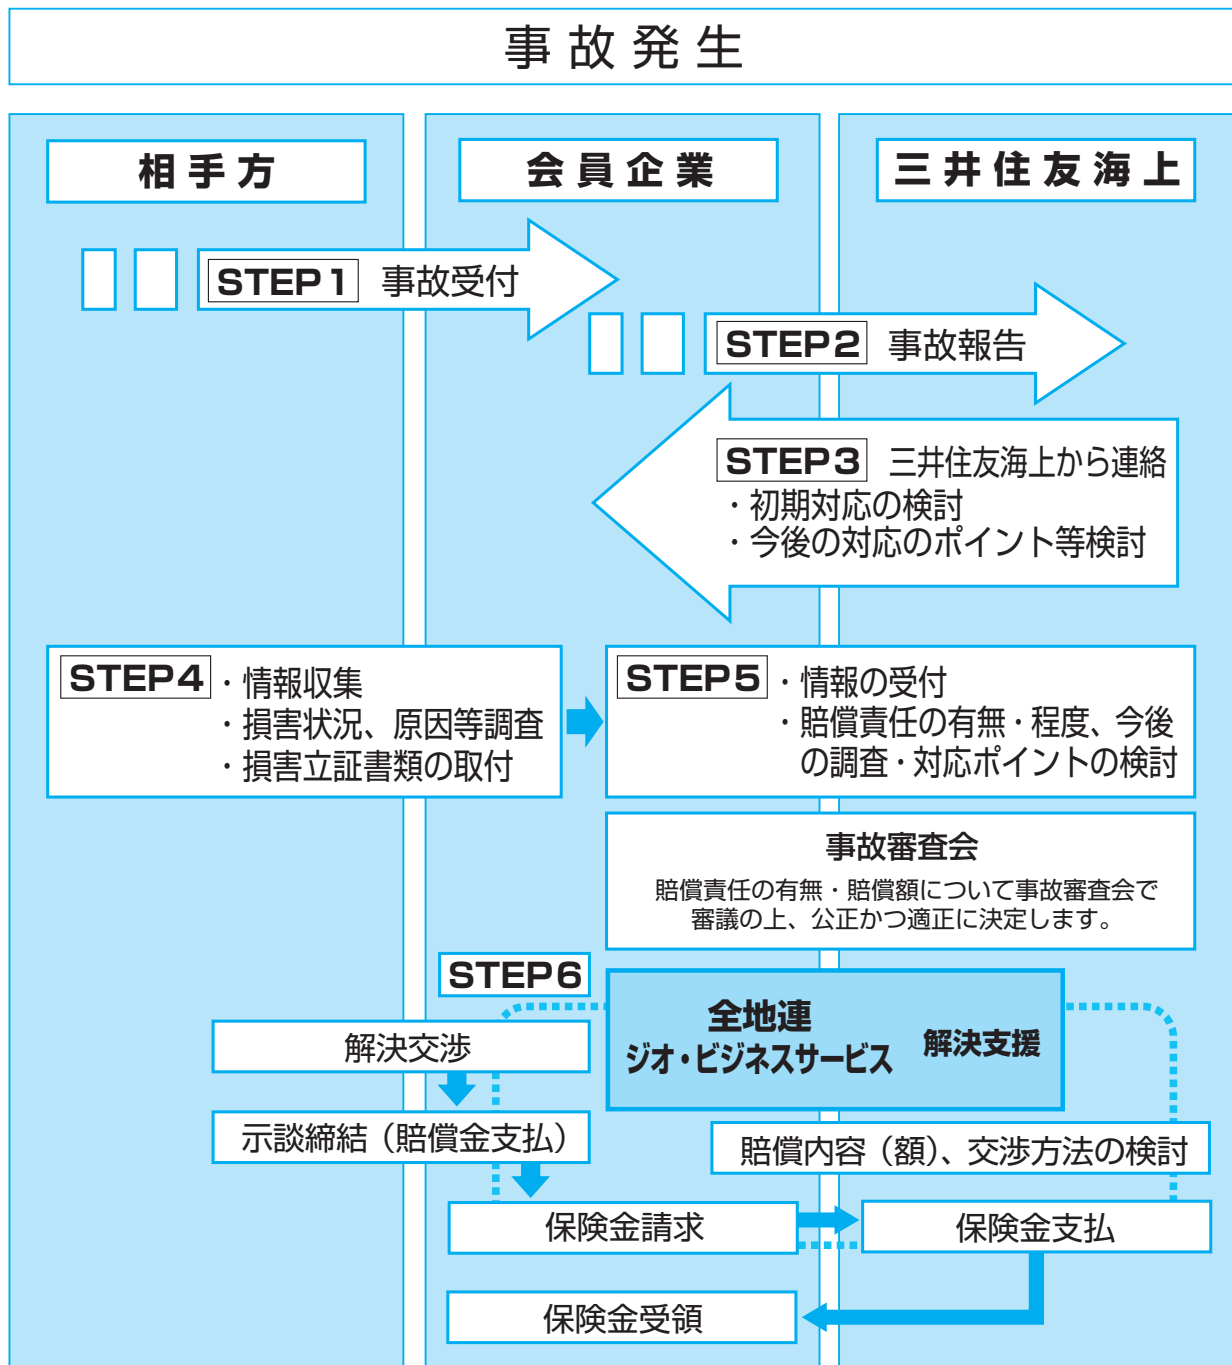 事故発生
相手方
会員企業
三井住友海上
STEP1 事故受付
STEP2 事故報告
STEP3 三井住友海上から連絡
・初期対応の検討
・今後の対応のポイント等検討
STEP4 ・情報収集
・損害状況、原因等調査
・損害立証書類の取付
STEP5 ・情報の受付
・賠償責任の有無・程度、今後
の調査・対応ポイントの検討
事故審査会
賠償責任の有無・賠償額について事故審査会で
審議の上、公正かつ適正に決定します。
STEP6
全地連
ジオ・ビジネスサービス 解決支援
解決交渉
示談締結（賠償金支払）
賠償内容（額）、交渉方法の検討
保険金請求
保険金支払
保険金受領